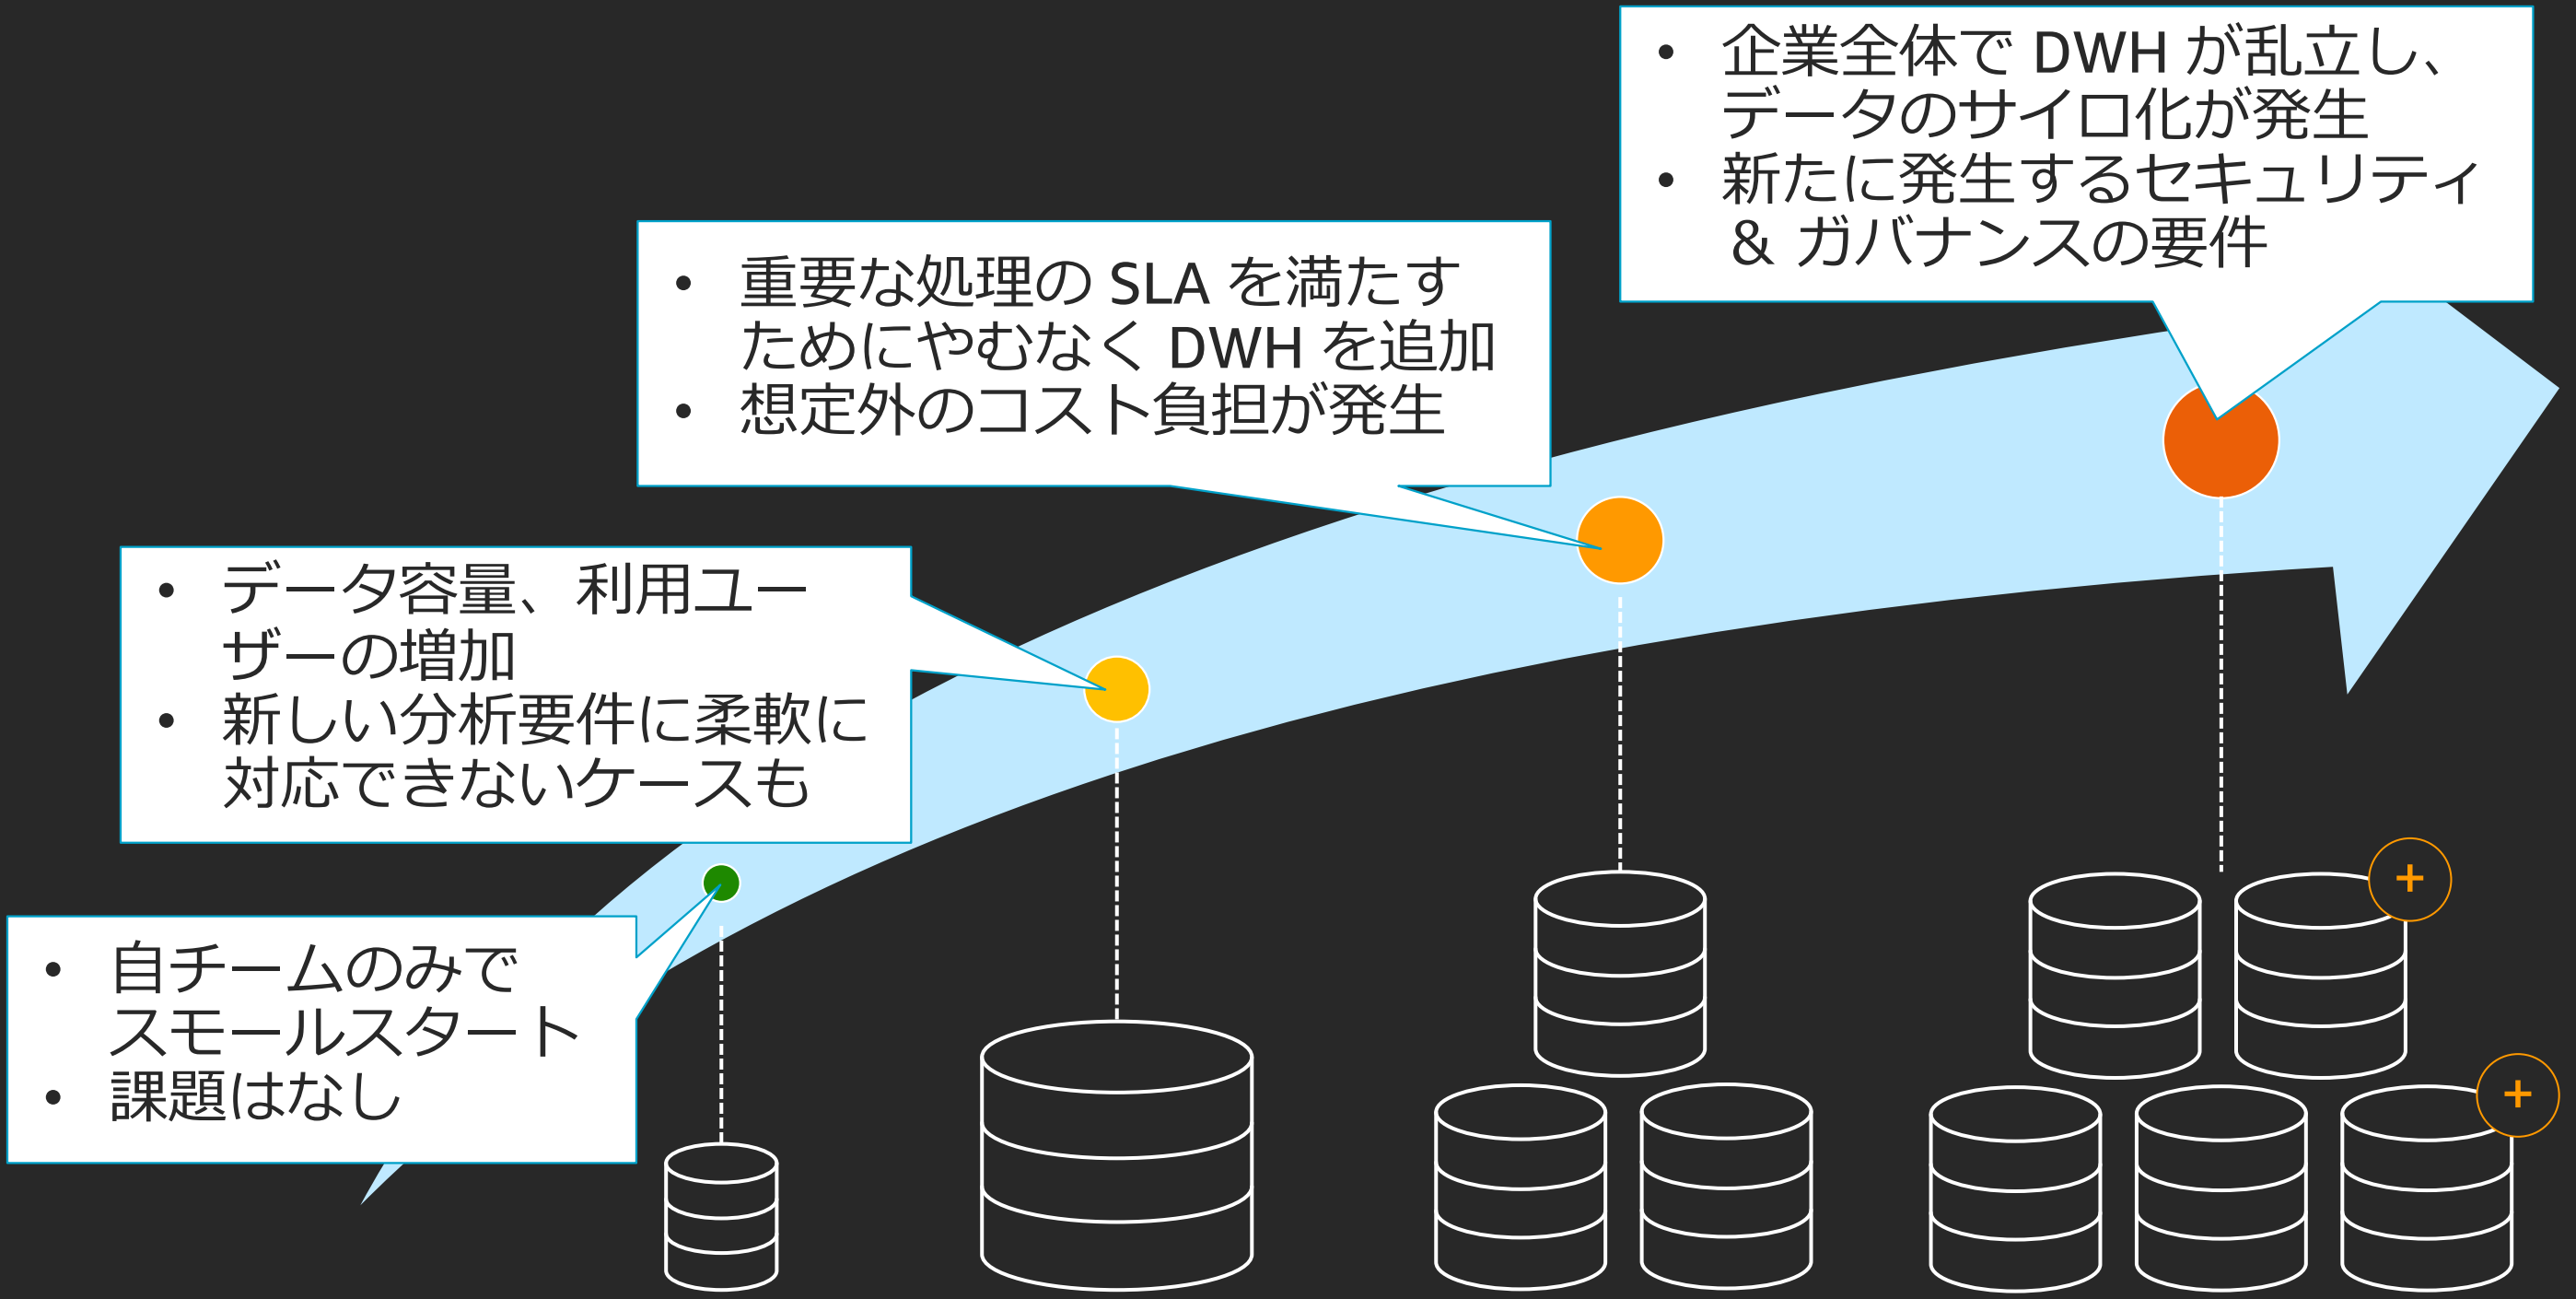 • 企業全体で DWH が乱立し、
データのサイロ化が発生
• 新たに発生するセキュリティ
& ガバナンスの要件
• 重要な処理の SLA を満たす
ためにやむなく DWH を追加
• 想定外のコスト負担が発生
• データ容量、利用ユー
ザーの増加
• 新しい分析要件に柔軟に
対応できないケースも
• 自チームのみで
スモールスタート
• 課題はなし
+
+